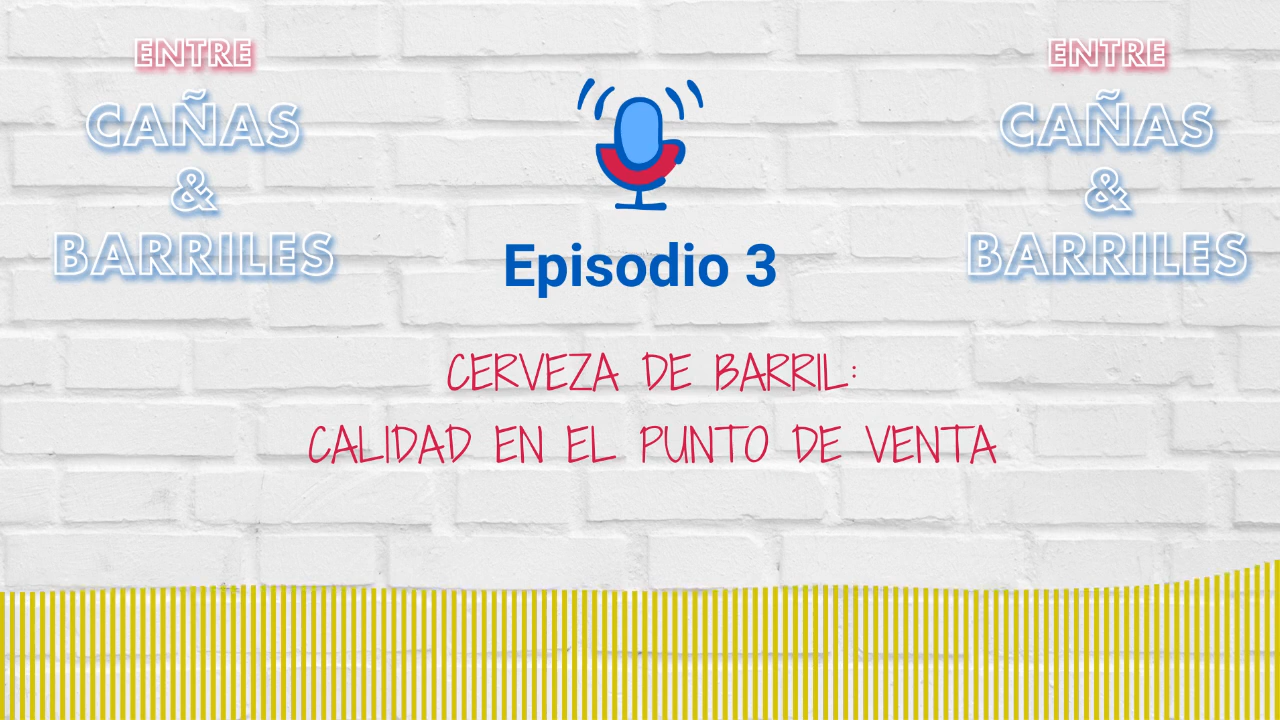 ENTRE
CAÑAS
&
BARRILES
ENTRE
CAÑAS
&
BARRILES
Episodio 3
CERVEZA DE BARRIL:
CALIDAD EN EL PUNTO DE VENTA